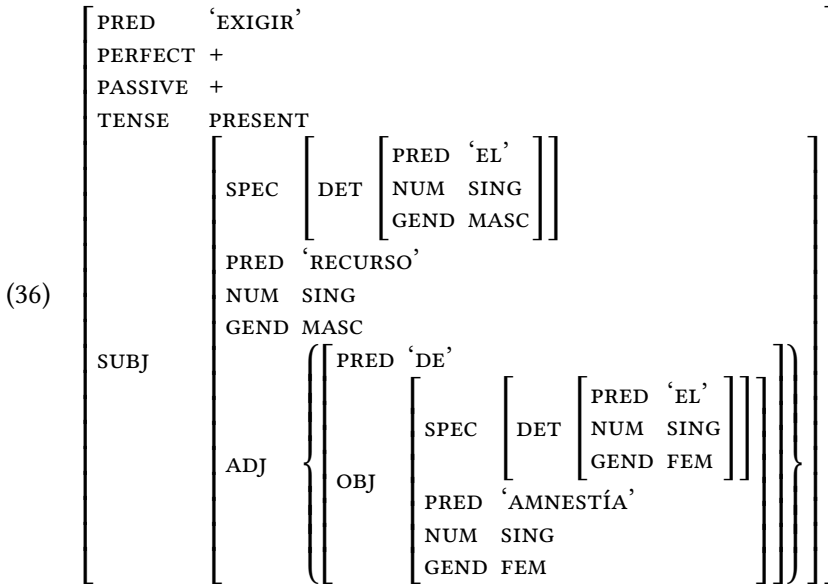 PRED ‘EXIGIR’
PERFECT +
PASSIVE +
TENSE PRESENT
PRED ‘EL’
SPEC DET NUM SING
GEND MASC
PRED ‘RECURSO’
NUM SING
(36)
GEND MASC
SUBJ
PRED ‘DE’
PRED ‘EL’
SPEC DET NUM SING
GEND FEM
ADJ
OBJ
PRED ‘AMNESTÍA’
NUM SING
GEND FEM